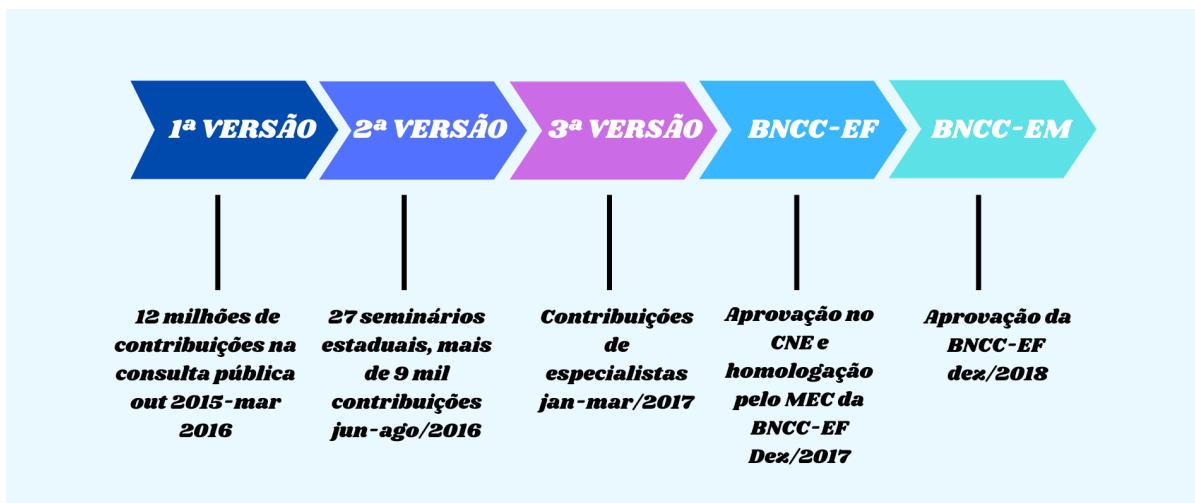 1ª VERSÃO
2ª VERSÃO
3ª VERSÃO
BNCC-EF
BNCC-EM
12 milhões de
contribuições na
consulta pública
out 2015-mar
2016
27 seminários
estaduais, mais
de 9 mil
contribuições
jun-ago/2016
Contribuições
de
especialistas
jan-mar/2017
Aprovação no
CNE e
homologação
pelo MEC da
BNCC-EF
Dez/2017
Aprovação da
BNCC-EF
dez/2018